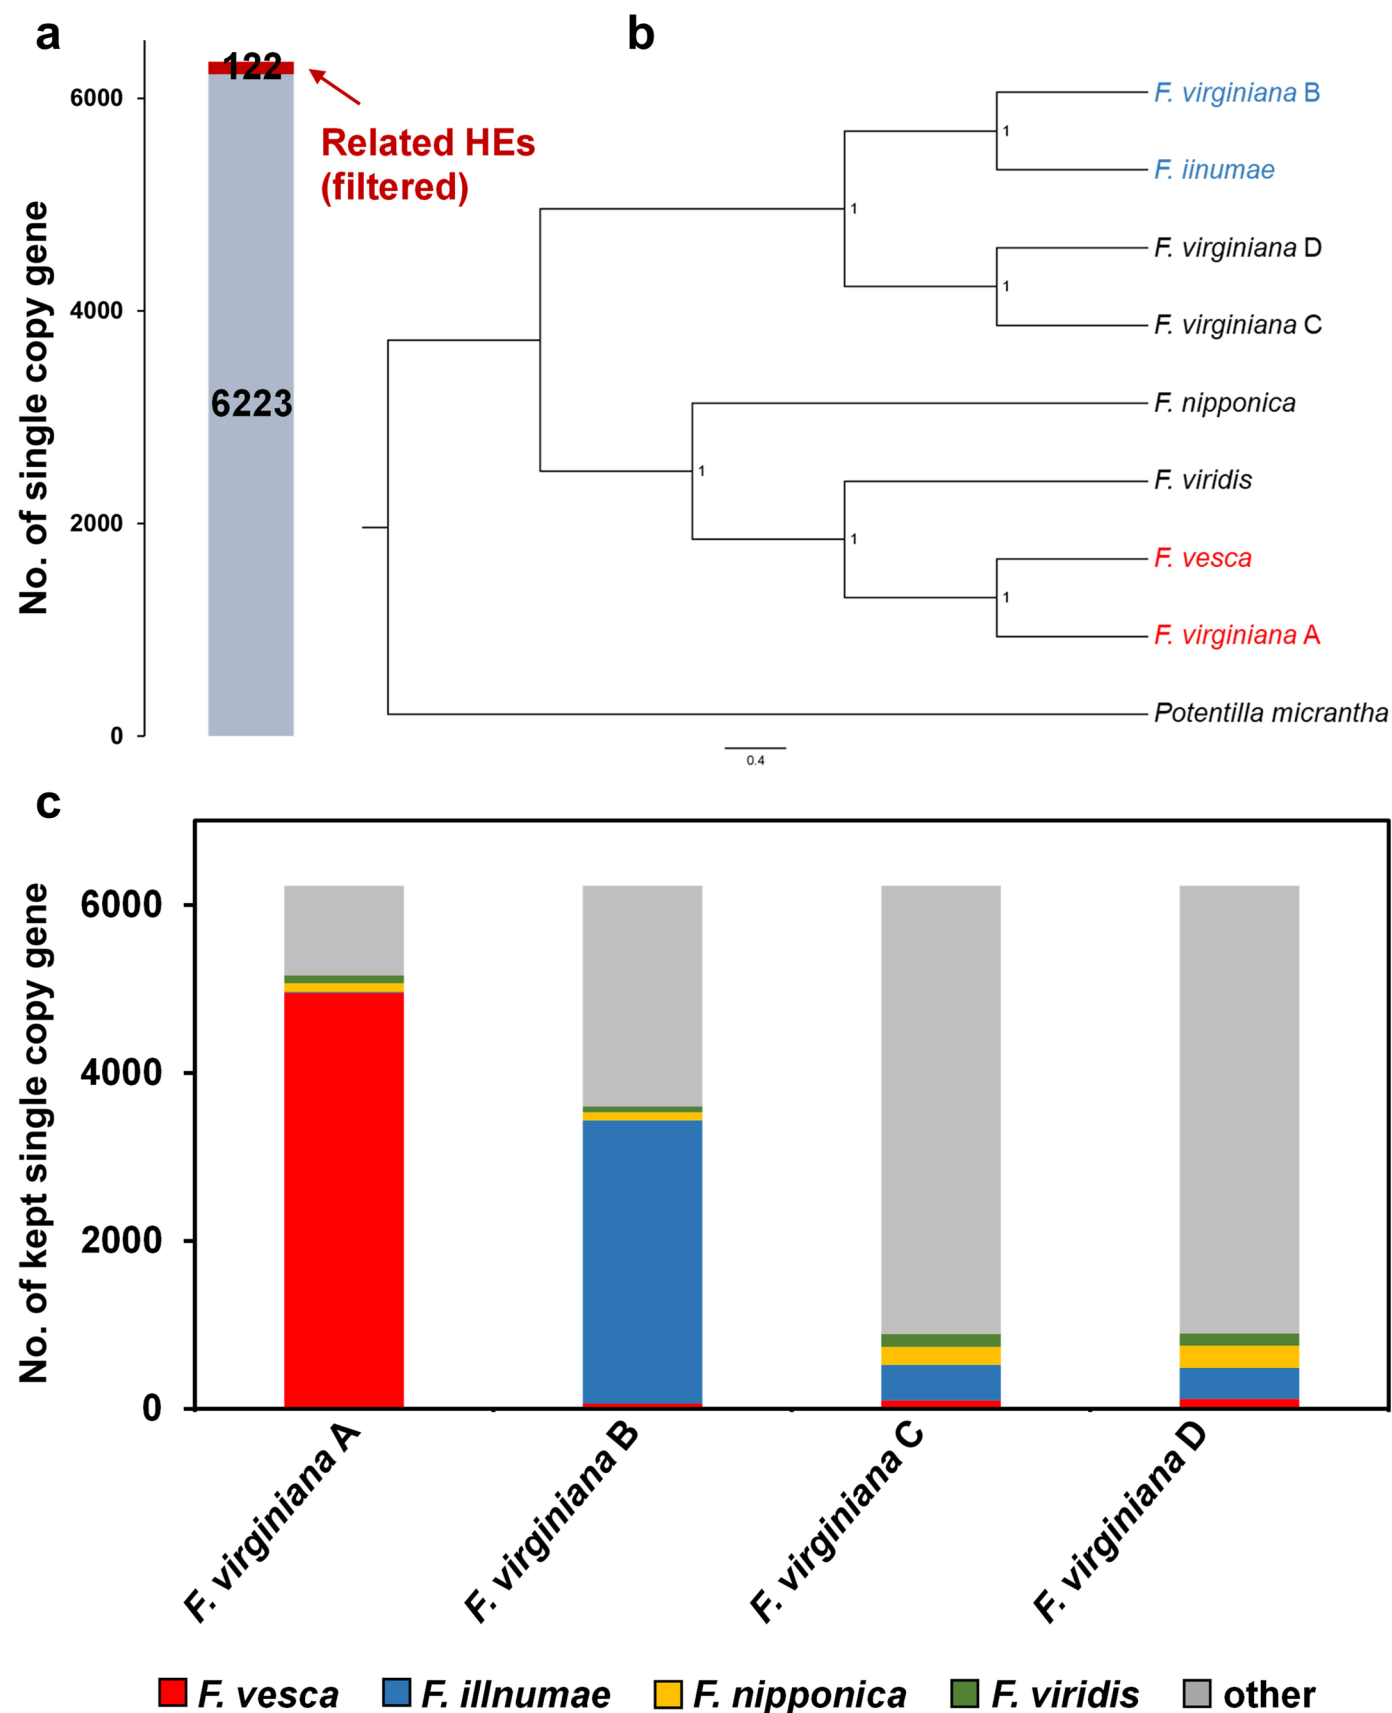 a
122
6000
Related HEs
(filtered)
4000
6223
2000
0
No. of single copy gene
b
F. virginiana B
1
F. iinumae
1
F. virginiana D
1
F. virginiana C
F. nipponica
1
F. viridis
1
F. vesca
1
F. virginiana A
Potentilla micrantha
0.4
c
6000
4000
2000
0
No. of kept single copy gene
F. virginiana A
F. virginiana B
F. virginiana C
F. virginiana D
F. vesca
F. illnumae
F. nipponica
F. viridis
other